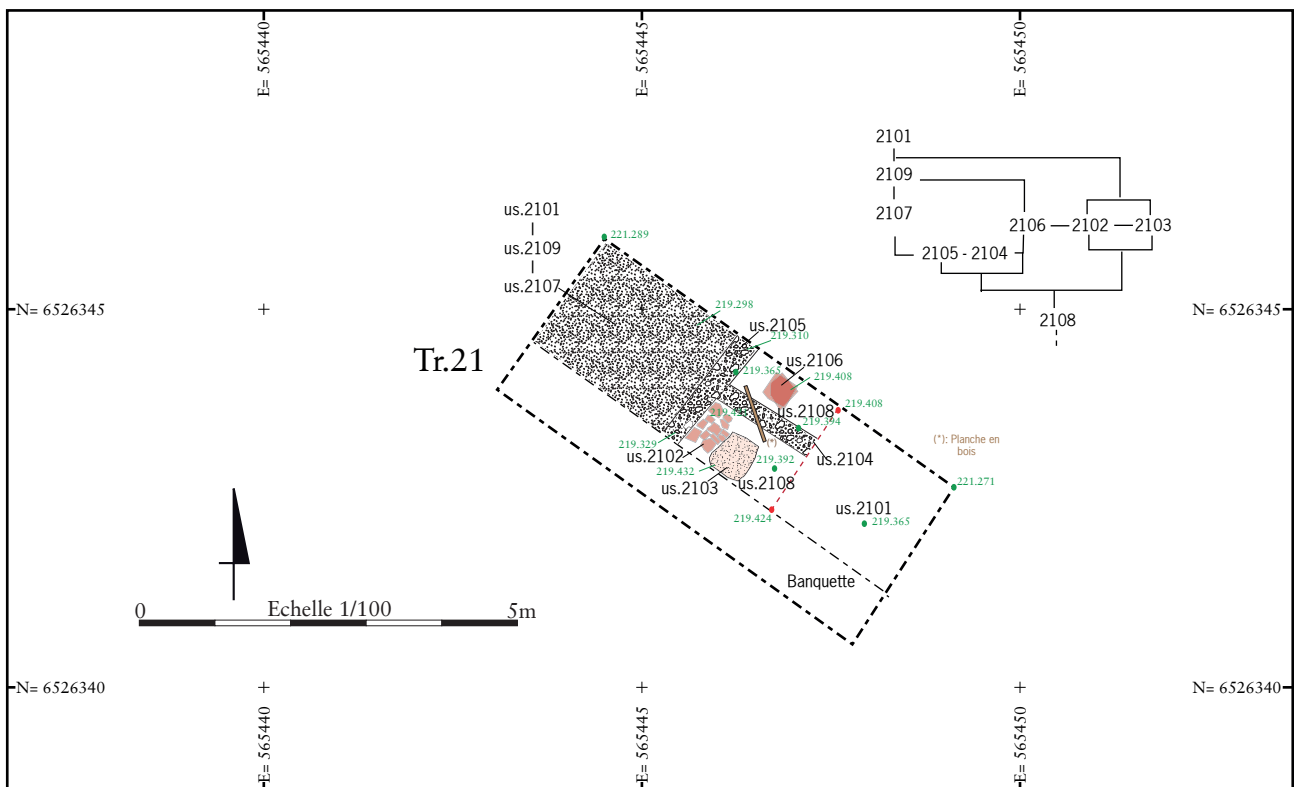 E= 565440
E= 565445
E= 565450
2101
2109
2107
2106
2102
2103
2105 - 2104
2108
us.2101
us.2109
us.2107
221.289
N= 6526345
N= 6526345
Tr.21
219.298
us.2105
219.310
us.2106
219.365
219.408
219.408
us.2108
219.394
219.329
us.2102
(*)
us.2104
219.392
219.432
us.2103
us.2108
(*): Planche en
bois
221.271
219.424
us.2101
219.365
Banquette
0
Echelle 1/100
5m
N= 6526340
N= 6526340
E= 565440
E= 565445
E= 565450